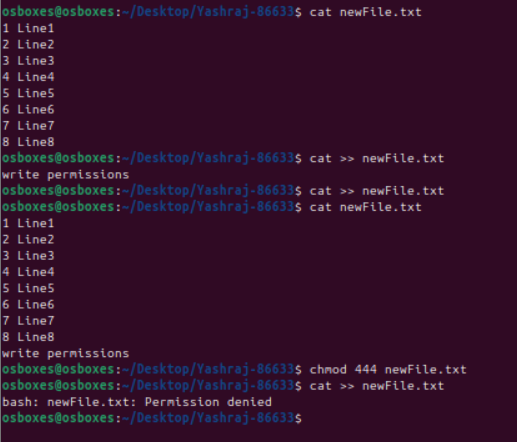 osboxes@osboxes:~/Desktop/Yashraj-86633$ cat newFile.txt
1 Line1
2 Line2
3 Line3
4 Line4
5 Line5
6 Line6
7 Line7
8 Line8
osboxes@osboxes:~/Desktop/Yashraj-86633$ cat >> newFile.txt
write permissions
osboxes@osboxes:~/Desktop/Yashraj-86633$ cat >> newFile.txt
osboxes@osboxes:~/Desktop/Yashraj-86633$ cat newFile.txt
1 Line1
2 Line2
3 Line3
4 Line4
5 Line5
6 Line6
7 Line7
8 Line8
write permissions
osboxes@osboxes:~/Desktop/Yashraj-86633$ chmod 444 newFile.txt
osboxes@osboxes:~/Desktop/Yashraj-86633$ cat >> newFile.txt
bash: newFile.txt: Permission denied
osboxes@osboxes:~/Desktop/Yashraj-86633$